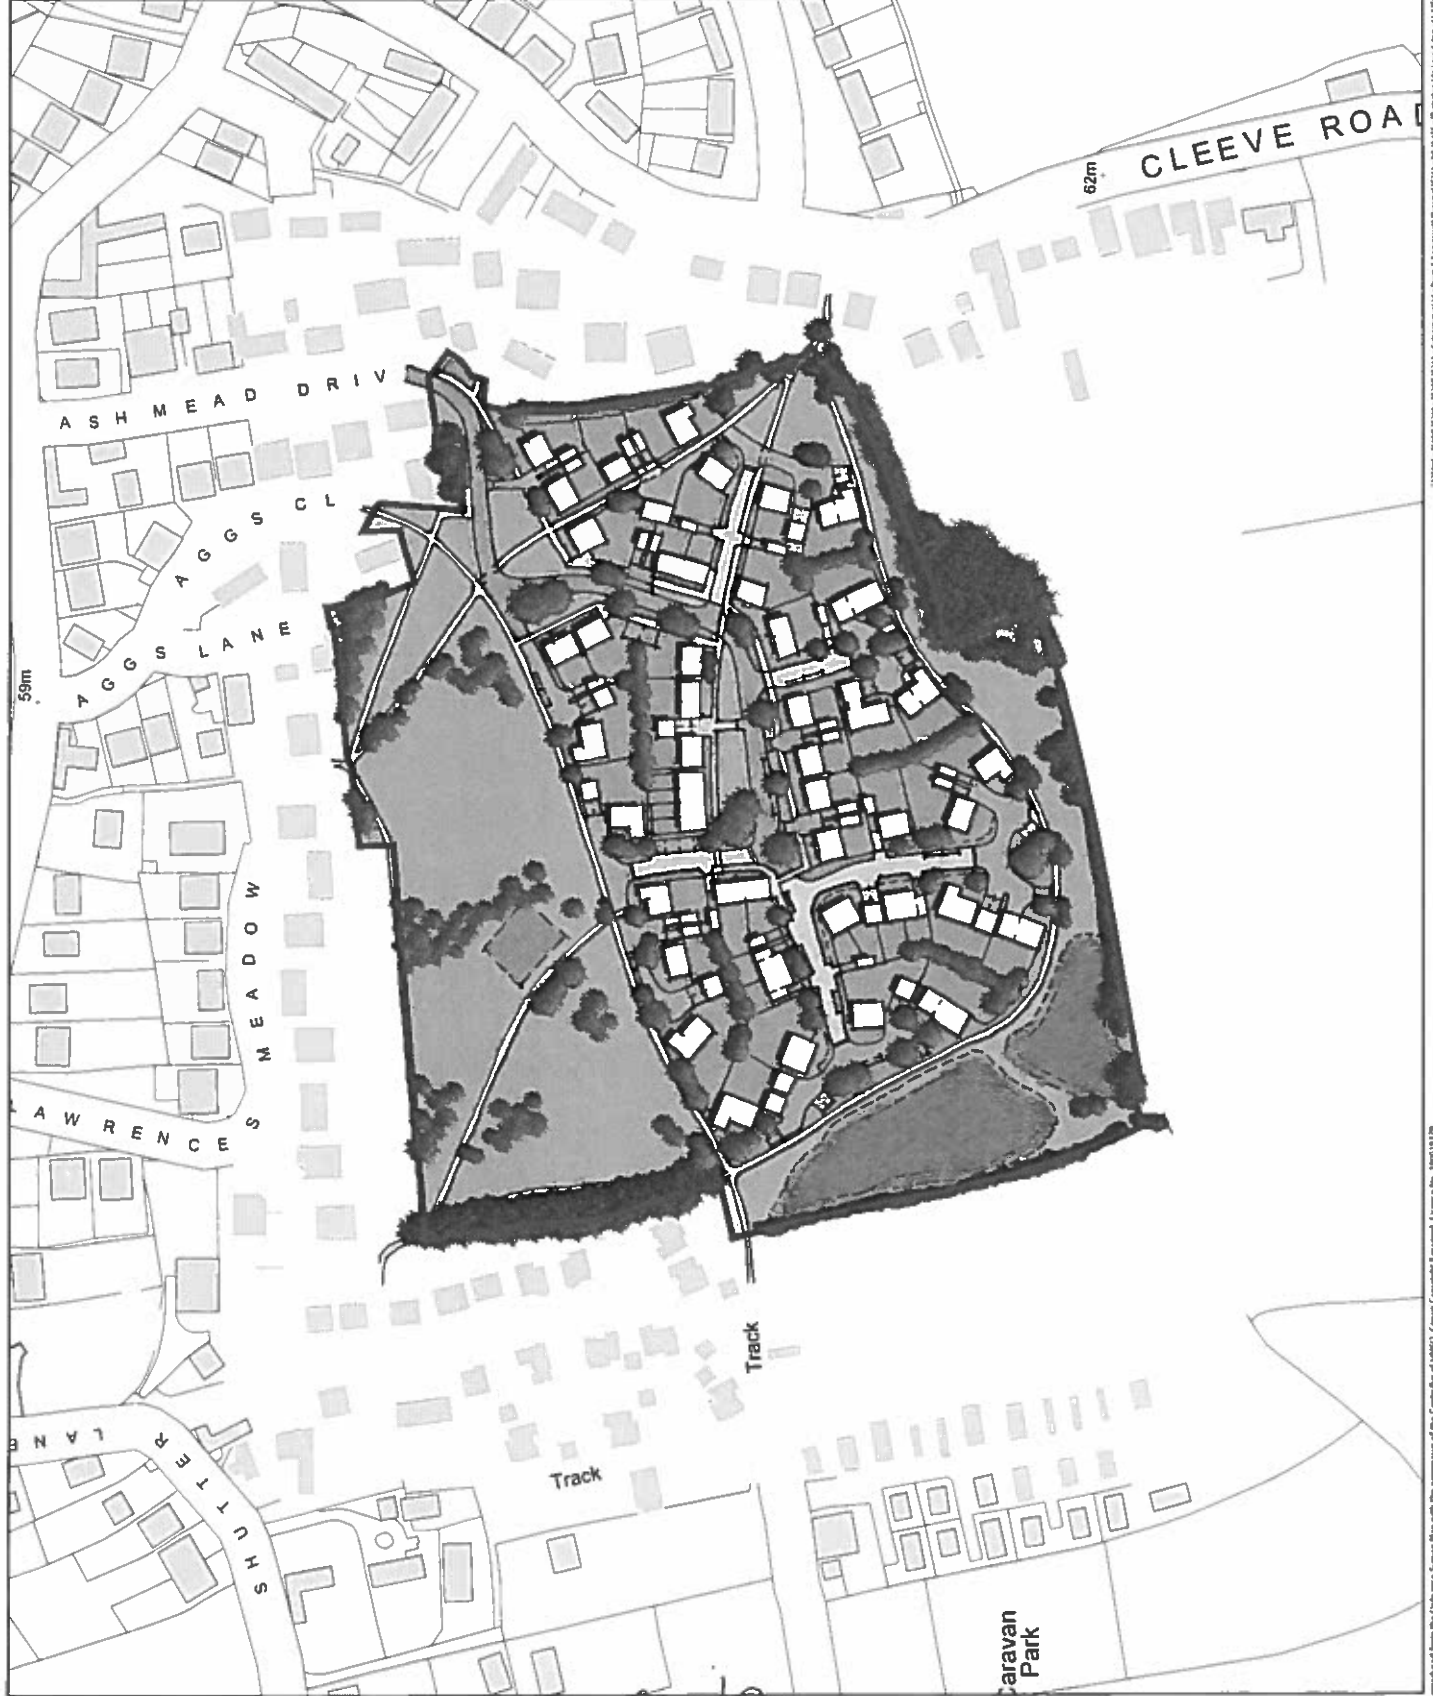 CLEEVE ROAD
62m
ASHMEAD DRIV
AGGS CL
AGGS LANE
59m
LAWRENCES MEADOW
SHUTTER LANE
Track
Track
Caravan
Park